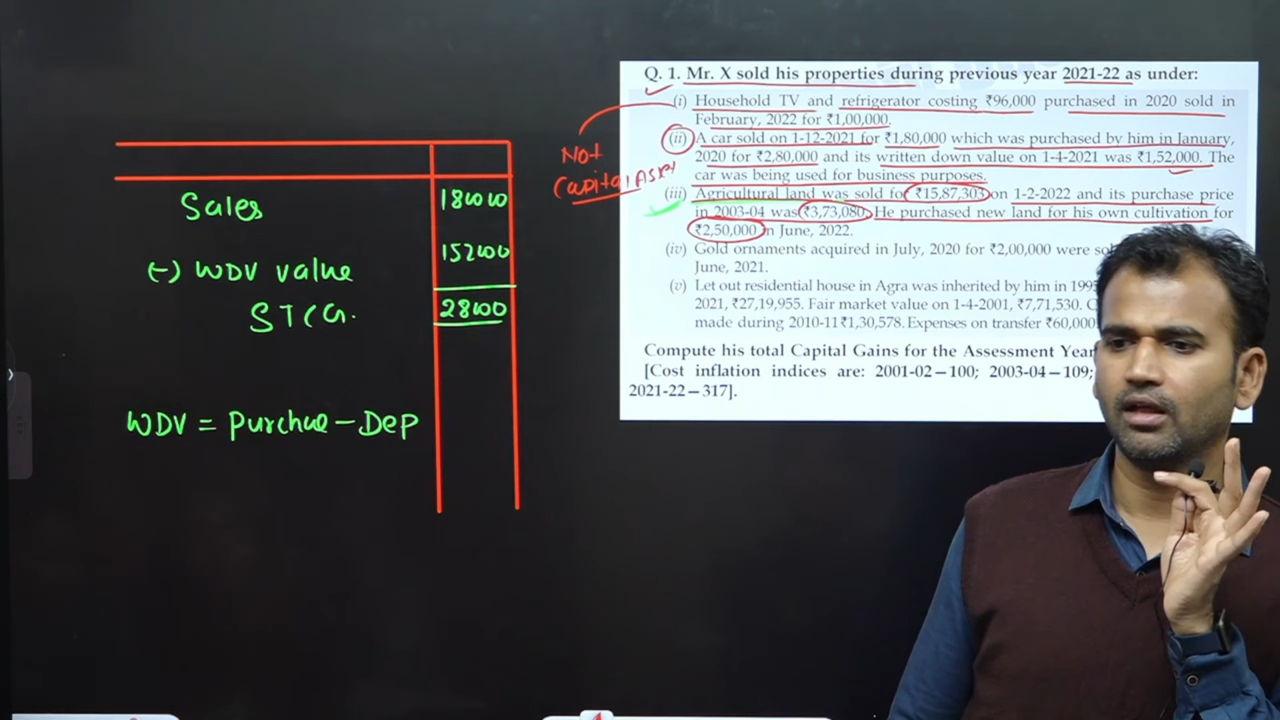 Sales 180000
(-) WDV value 152000
STCG. 28000
WDV = Purchase - Dep
Not
Capital Asset
Q. 1. Mr. X sold his properties during previous year 2021-22 as under:
(i) Household TV and refrigerator costing ₹96,000 purchased in 2020 sold in
February, 2022 for ₹1,00,000.
(ii) A car sold on 1-12-2021 for ₹1,80,000 which was purchased by him in January,
2020 for ₹2,80,000 and its written down value on 1-4-2021 was ₹1,52,000. The
car was being used for business purposes.
(iii) Agricultural land was sold for ₹15,87,303 on 1-2-2022 and its purchase price
in 2003-04 was ₹3,73,080. He purchased new land for his own cultivation for
₹2,50,000 in June, 2022.
(iv) Gold ornaments acquired in July, 2020 for ₹2,00,000 were
June, 2021.
(v) Let out residential house in Agra was inherited by him in
2021, ₹27,19,955. Fair market value on 1-4-2001, ₹7,71,530.
made during 2010-11 ₹1,30,578. Expenses on transfer ₹60,000
Compute his total Capital Gains for the Assessment Year
[Cost inflation indices are: 2001-02—100; 2003-04—109;
2021-22—317].